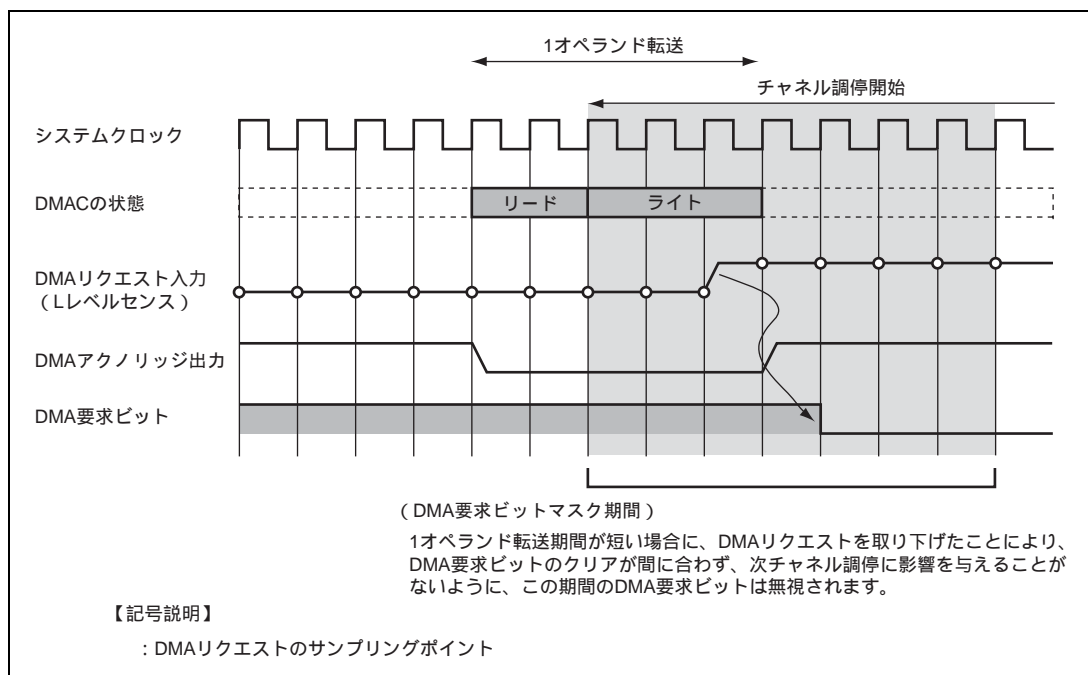 1オペランド転送
チャネル調停開始
システムクロック
DMACの状態
リード
ライト
DMAリクエスト入力
(Lレベルセンス)
DMAアクノリッジ出力
DMA要求ビット
(DMA要求ビットマスク期間)
1オペランド転送期間が短い場合に、DMAリクエストを取り下げたことにより、
DMA要求ビットのクリアが間に合わず、次チャネル調停に影響を与えることが
ないように、この期間のDMA要求ビットは無視されます。
【記号説明】
:DMAリクエストのサンプリングポイント